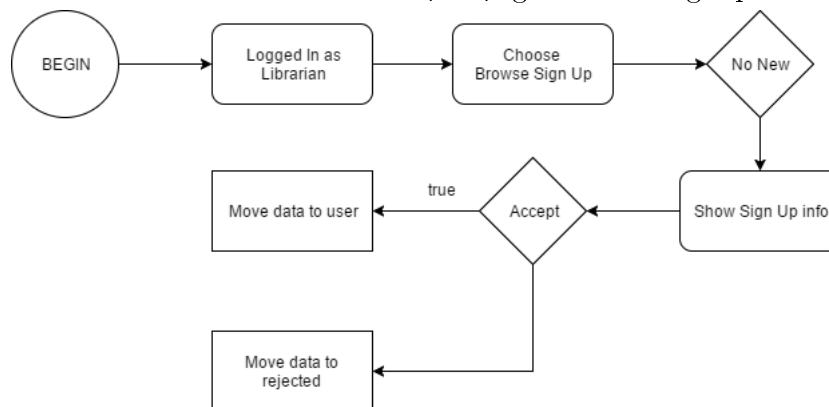 BEGIN
Logged In as
Librarian
Choose
Browse Sign Up
No New
Show Sign Up info
Accept
true
Move data to user
Move data to
rejected